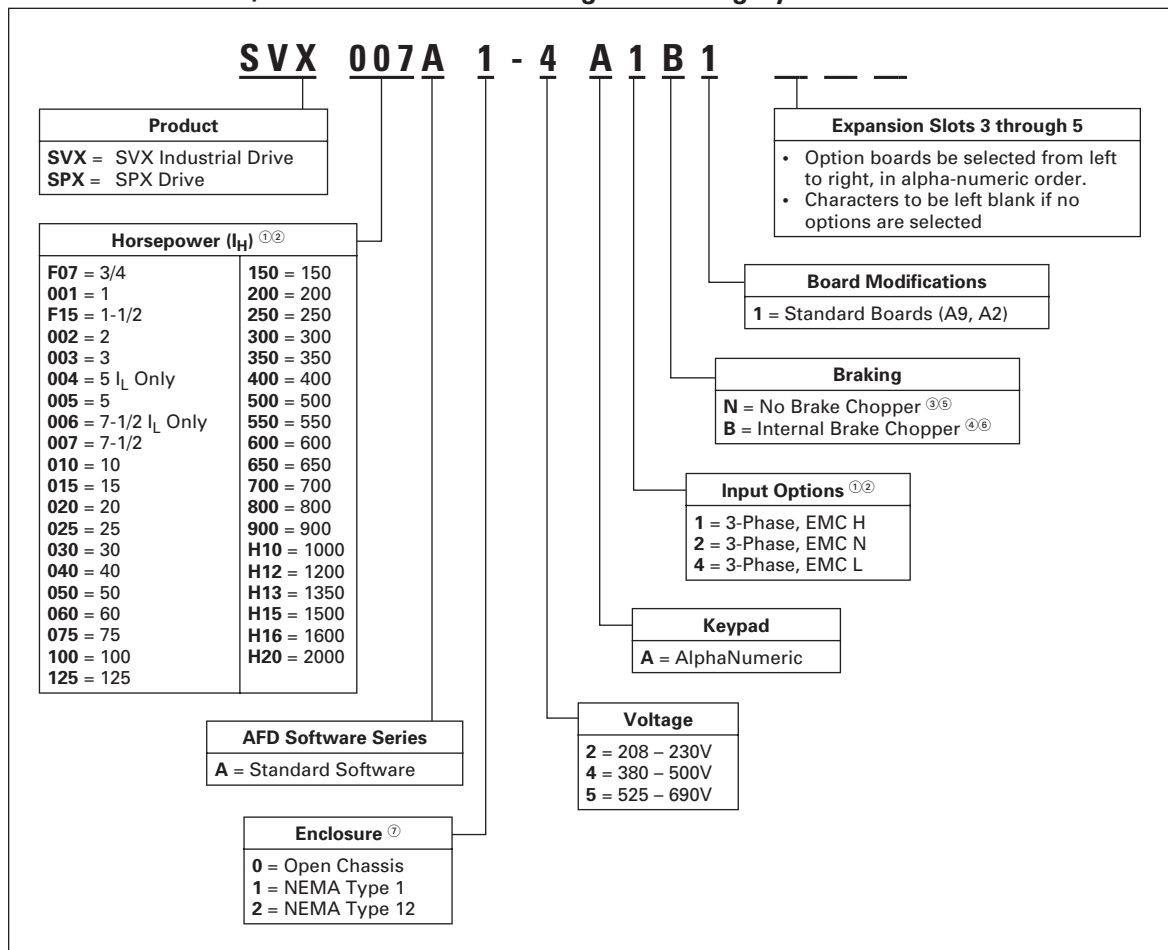 SVX 007A 1 - 4 A 1 B 1 _ _ _
Product
SVX = SVX Industrial Drive
SPX = SPX Drive
Expansion Slots 3 through 5
• Option boards be selected from left
to right, in alpha-numeric order.
• Characters to be left blank if no
options are selected
Horsepower (I_H) ①②
F07 = 3/4
001 = 1
F15 = 1-1/2
002 = 2
003 = 3
004 = 5 I_L Only
005 = 5
006 = 7-1/2 I_L Only
007 = 7-1/2
010 = 10
015 = 15
020 = 20
025 = 25
030 = 30
040 = 40
050 = 50
060 = 60
075 = 75
100 = 100
125 = 125
150 = 150
200 = 200
250 = 250
300 = 300
350 = 350
400 = 400
500 = 500
550 = 550
600 = 600
650 = 650
700 = 700
800 = 800
900 = 900
H10 = 1000
H12 = 1200
H13 = 1350
H15 = 1500
H16 = 1600
H20 = 2000
Board Modifications
1 = Standard Boards (A9, A2)
Braking
N = No Brake Chopper ③⑤
B = Internal Brake Chopper ④⑥
Input Options ①②
1 = 3-Phase, EMC H
2 = 3-Phase, EMC N
4 = 3-Phase, EMC L
Keypad
A = AlphaNumeric
Voltage
2 = 208 – 230V
4 = 380 – 500V
5 = 525 – 690V
AFD Software Series
A = Standard Software
Enclosure ⑦
0 = Open Chassis
1 = NEMA Type 1
2 = NEMA Type 12